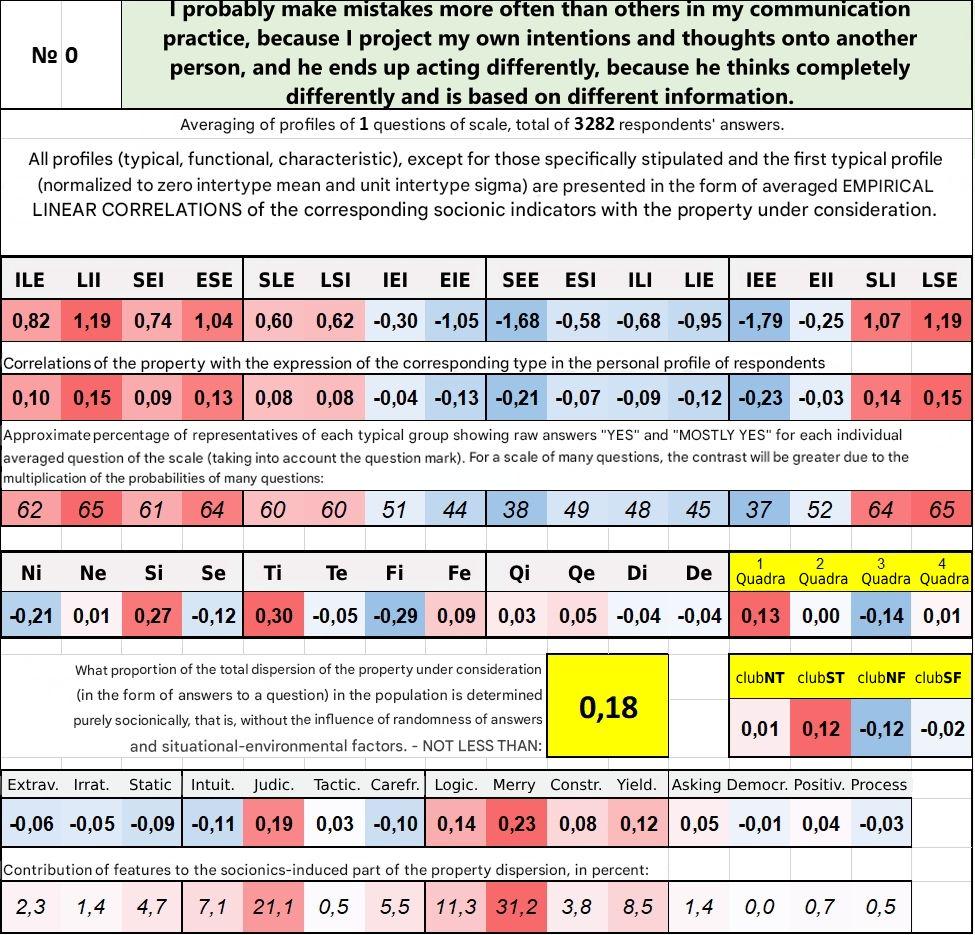 I probably make mistakes more often than others in my communication
practice, because I project my own intentions and thoughts onto another
person, and he ends up acting differently, because he thinks completely
differently and is based on different information.
№ 0
Averaging of profiles of 1 questions of scale, total of 3282 respondents' answers.
All profiles (typical, functional, characteristic), except for those specifically stipulated and the first typical profile
(normalized to zero intertype mean and unit intertype sigma) are presented in the form of averaged EMPIRICAL
LINEAR CORRELATIONS of the corresponding socionic indicators with the property under consideration.
ILE LII SEI ESE SLE LSI IEI EIE SEE ESI ILI LIE IEE EII SLI LSE
0,82 1,19 0,74 1,04 0,60 0,62 -0,30 -1,05 -1,68 -0,58 -0,68 -0,95 -1,79 -0,25 1,07 1,19
Correlations of the property with the expression of the corresponding type in the personal profile of respondents
0,10 0,15 0,09 0,13 0,08 0,08 -0,04 -0,13 -0,21 -0,07 -0,09 -0,12 -0,23 -0,03 0,14 0,15
Approximate percentage of representatives of each typical group showing raw answers "YES" and "MOSTLY YES" for each individual
averaged question of the scale (taking into account the question mark). For a scale of many questions, the contrast will be greater due to the
multiplication of the probabilities of many questions:
62 65 61 64 60 60 51 44 38 49 48 45 37 52 64 65
Ni Ne Si Se Ti Te Fi Fe Qi Qe Di De 1 Quadra 2 Quadra 3 Quadra 4 Quadra
-0,21 0,01 0,27 -0,12 0,30 -0,05 -0,29 0,09 0,03 0,05 -0,04 -0,04 0,13 0,00 -0,14 0,01
What proportion of the total dispersion of the property under consideration
(in the form of answers to a question) in the population is determined
purely socionically, that is, without the influence of randomness of answers
and situational-environmental factors. - NOT LESS THAN:
0,18
clubNT clubST clubNF clubSF
0,01 0,12 -0,12 -0,02
Extrav. Irrat. Static Intuit. Judic. Tactic. Carefr. Logic. Merry Constr. Yield. Asking Democr. Positiv. Process
-0,06 -0,05 -0,09 -0,11 0,19 0,03 -0,10 0,14 0,23 0,08 0,12 0,05 -0,01 0,04 -0,03
Contribution of features to the socionics-induced part of the property dispersion, in percent:
2,3 1,4 4,7 7,1 21,1 0,5 5,5 11,3 31,2 3,8 8,5 1,4 0,0 0,7 0,5